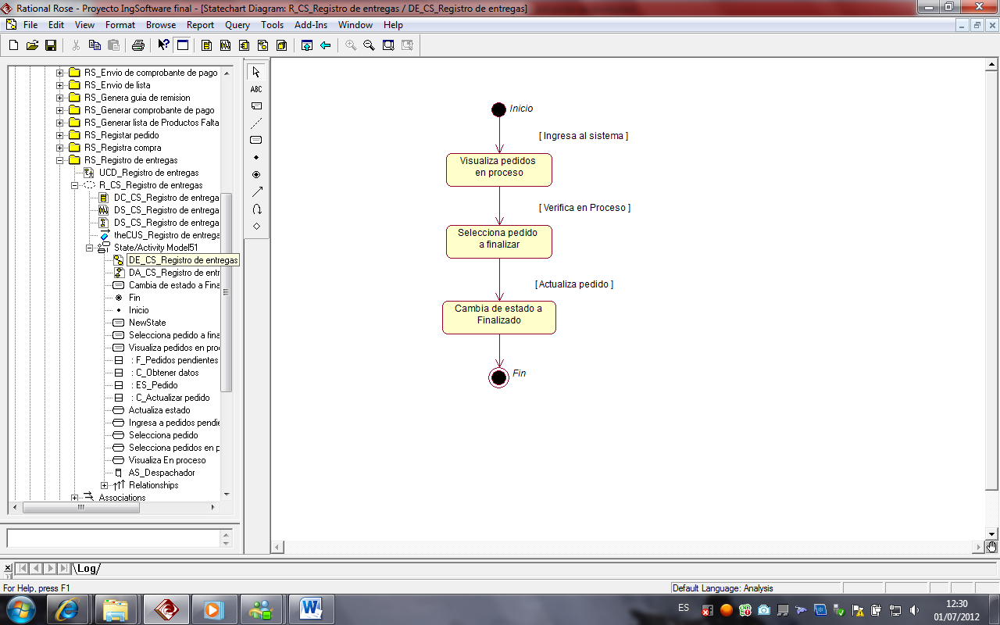 Rational Rose - Proyecto IngSoftware final - [Statechart Diagram: R_CS_Registro de entregas / DE_CS_Registro de entregas]
File Edit View Format Browse Report Query Tools Add-Ins Window Help
RS_Envio de comprobante de pago
RS_Envio de lista
RS_Genera guia de remision
RS_Generar comprobante de pago
RS_Generar lista de Productos Falta
RS_Registar pedido
RS_Registra compra
RS_Registro de entregas
UCD_Registro de entregas
R_CS_Registro de entregas
DC_CS_Registro de entrega
DS_CS_Registro de entrega
DS_CS_Registro de entrega
theCUS_Registro de entrega
State/Activity Model51
DE_CS_Registro de entregas
DA_CS_Registro de entr
Cambia de estado a Fina
Fin
Inicio
NewState
Selecciona pedido a fina
Visualiza pedidos en pro
: F_Pedidos pendientes
: C_Obtener datos
: ES_Pedido
: C_Actualizar pedido
Actualiza estado
Ingresa a pedidos pendie
Selecciona pedido
Selecciona pedidos en p
Visualiza En proceso
AS_Despachador
Relationships
Associations
ABC
Inicio
[ Ingresa al sistema ]
Visualiza pedidos
en proceso
[ Verifica en Proceso ]
Selecciona pedido
a finalizar
[ Actualiza pedido ]
Cambia de estado a
Finalizado
Fin
Log
For Help, press F1
Default Language: Analysis
ES
12:30
01/07/2012